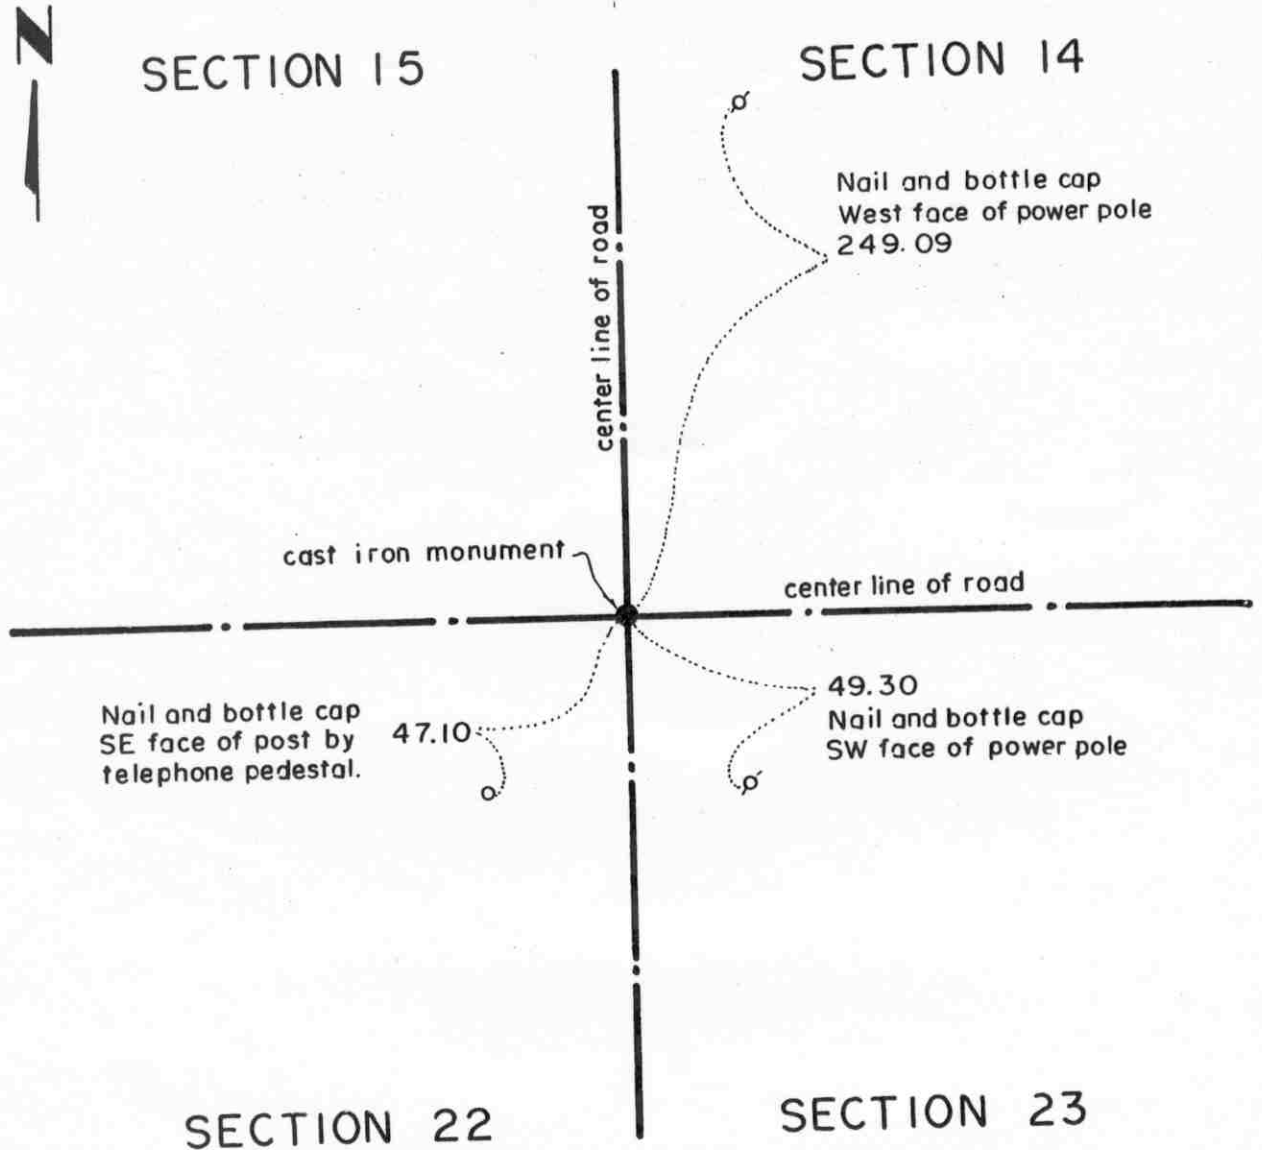 N
SECTION 15
SECTION 14
Nail and bottle cap
West face of power pole
249.09
center line of road
cast iron monument
center line of road
49.30
Nail and bottle cap
SW face of power pole
Nail and bottle cap
SE face of post by
telephone pedestal.
47.10
SECTION 22
SECTION 23